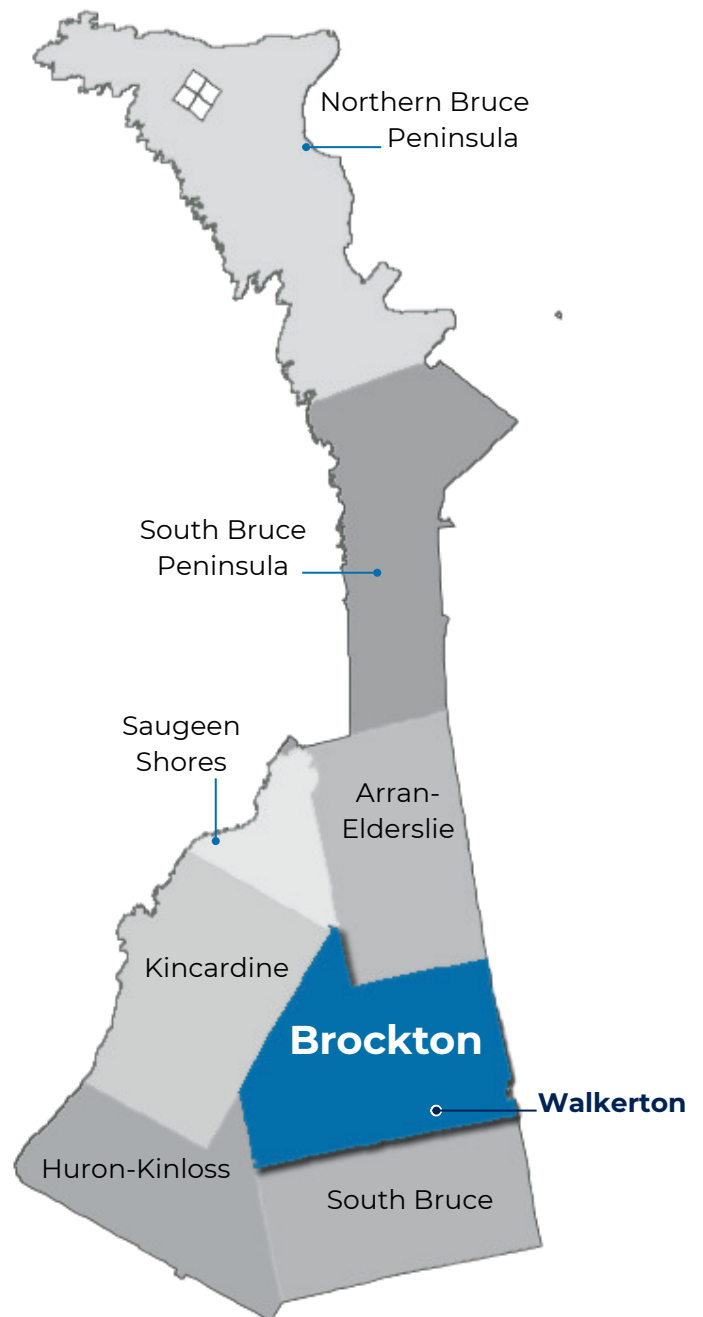 Northern Bruce
Peninsula
South Bruce
Peninsula
Saugeen
Shores
Arran-
Elderslie
Kincardine
Brockton
Walkerton
Huron-Kinloss
South Bruce